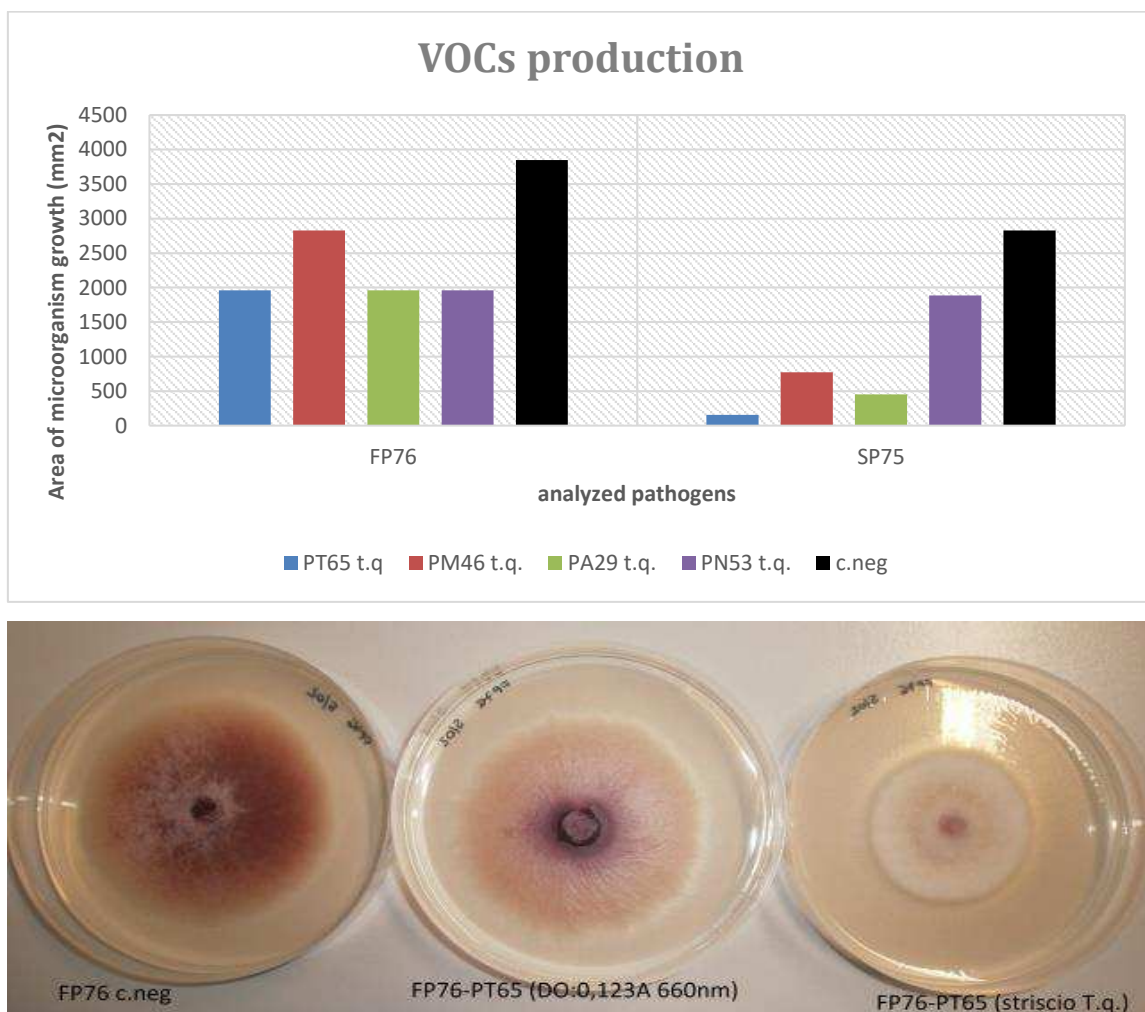 VOCs production
4500
4000
3500
3000
2500
2000
1500
1000
500
0
Area of microorganism growth (mm2)
FP76 SP75
analyzed pathogens
PT65 t.q PM46 t.q. PA29 t.q. PN53 t.q. c.neg
FP76 c.neg
FP76-PT65 (DO:0,123A 660nm)
FP76-PT65 (striscio T.q.)